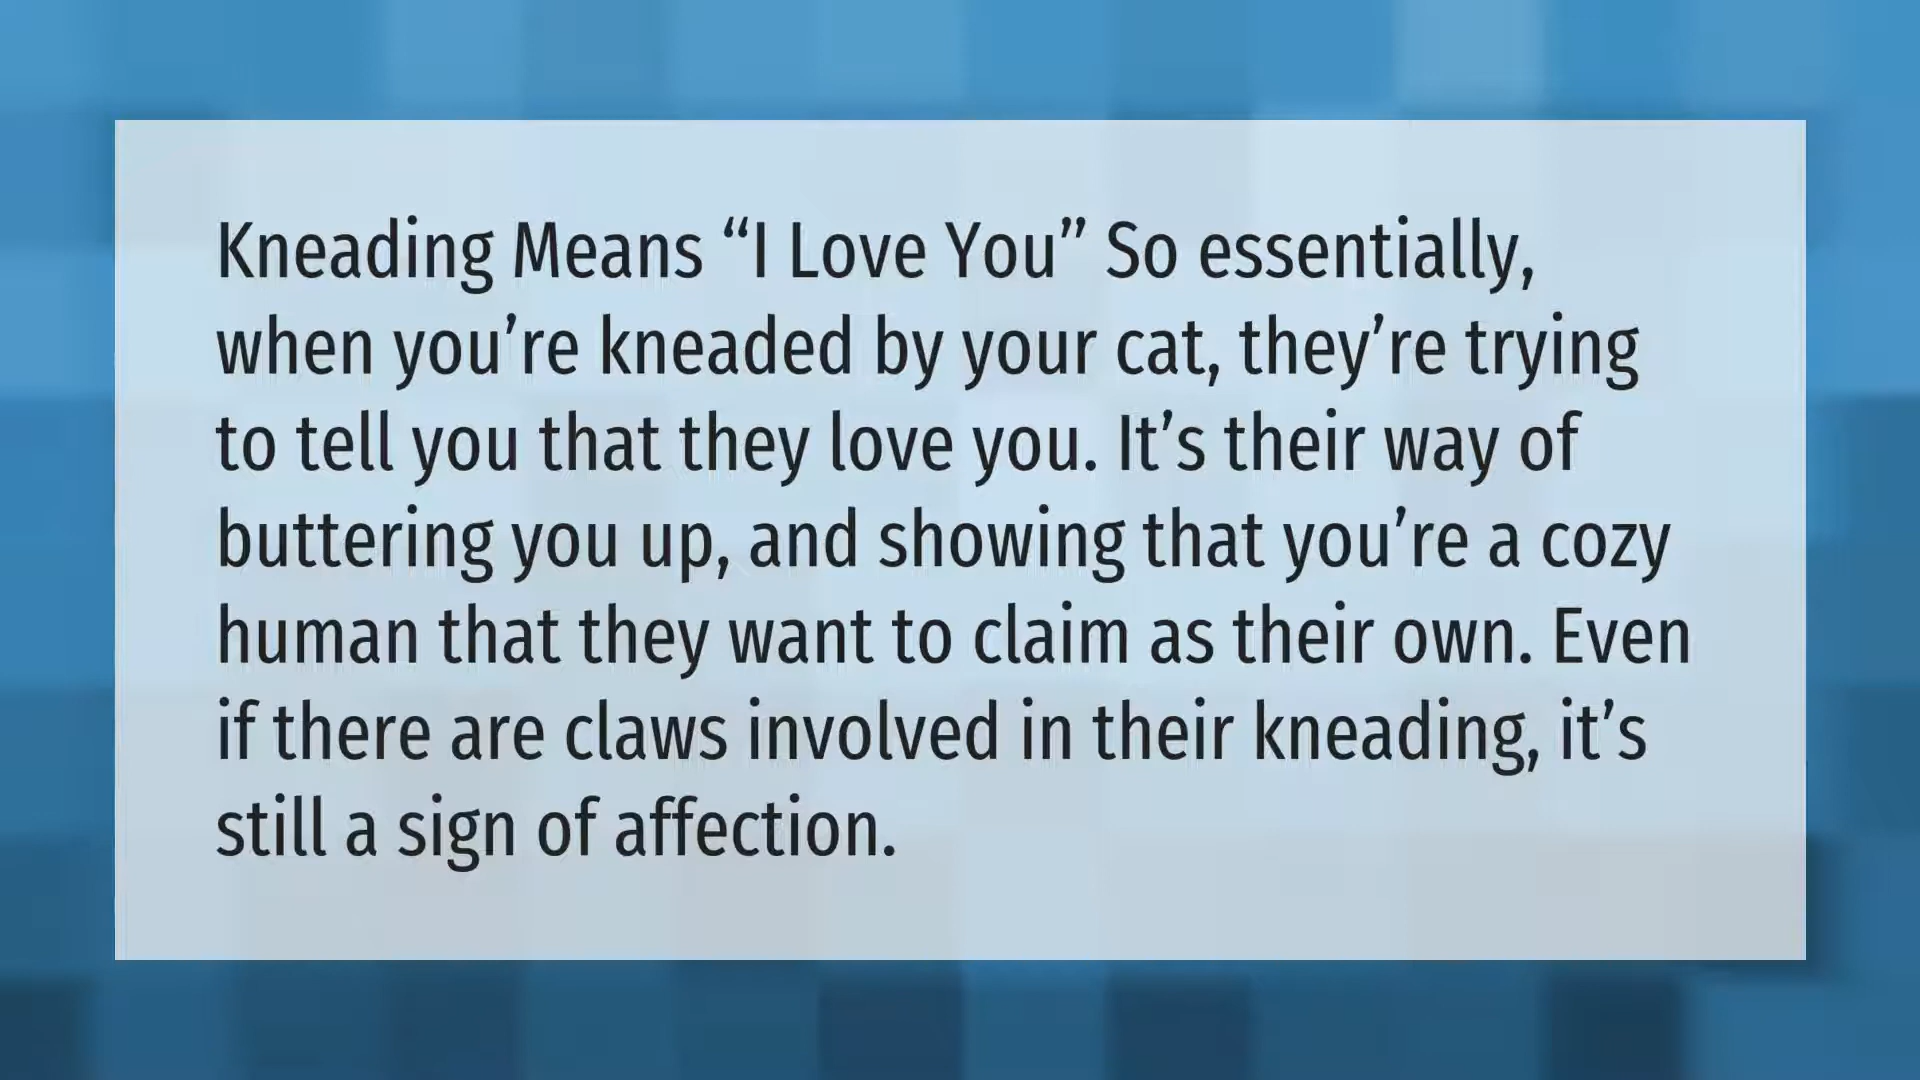 Kneading Means “I Love You” So essentially,
when you’re kneaded by your cat, they’re trying
to tell you that they love you. It’s their way of
buttering you up, and showing that you’re a cozy
human that they want to claim as their own. Even
if there are claws involved in their kneading, it’s
still a sign of affection.